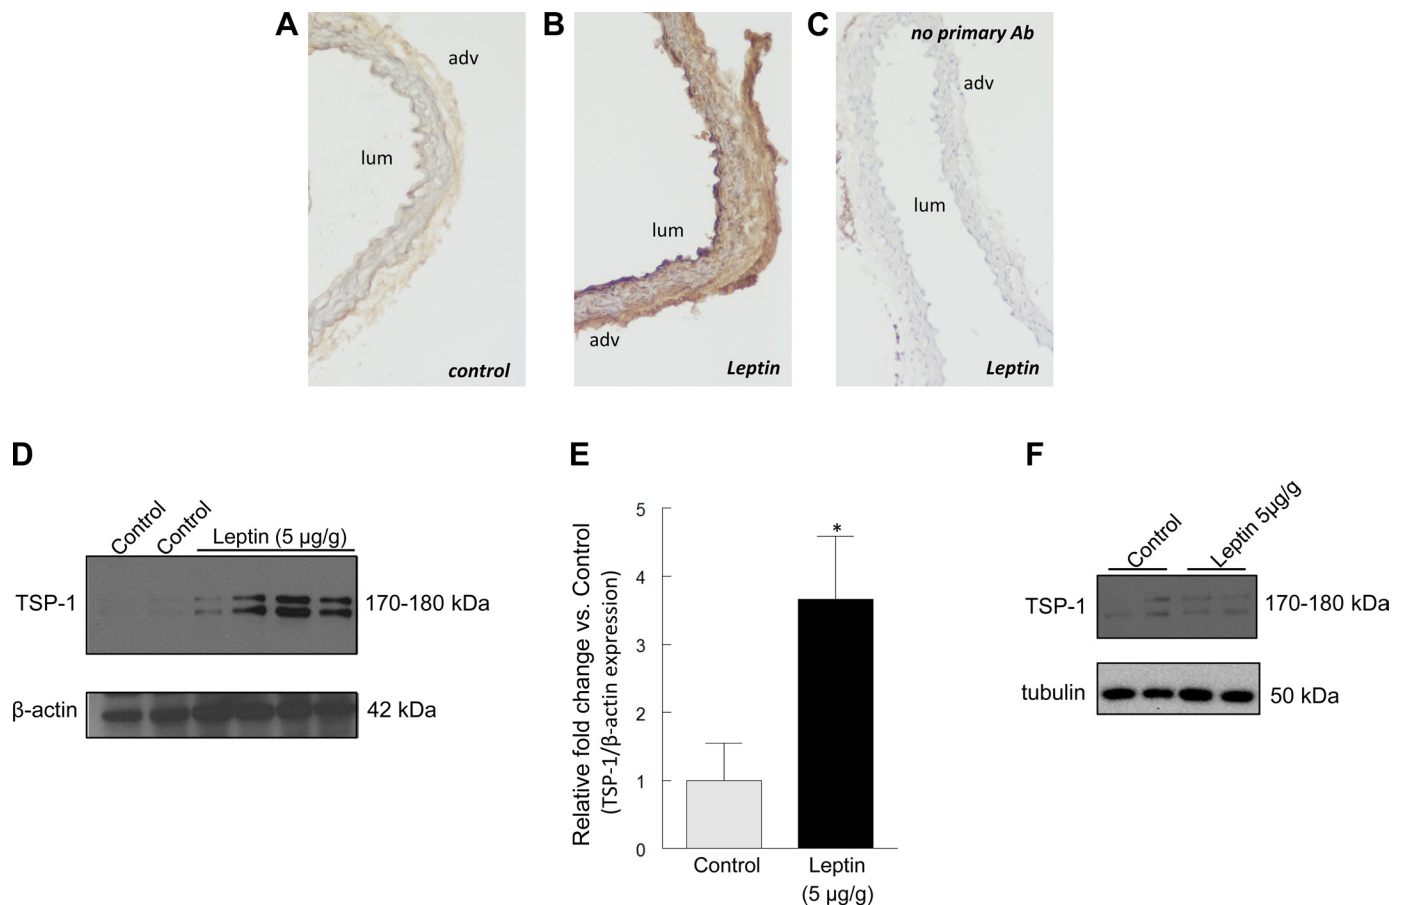 A
adv
lum
control
B
lum
adv
Leptin
C
no primary Ab
adv
lum
Leptin
D
Control
Control
Leptin (5 µg/g)
TSP-1
170-180 kDa
β-actin
42 kDa
E
Relative fold change vs. Control
(TSP-1/β-actin expression)
5
4
3
2
1
0
*
Control
Leptin
(5 µg/g)
F
Control
Leptin 5µg/g
TSP-1
170-180 kDa
tubulin
50 kDa